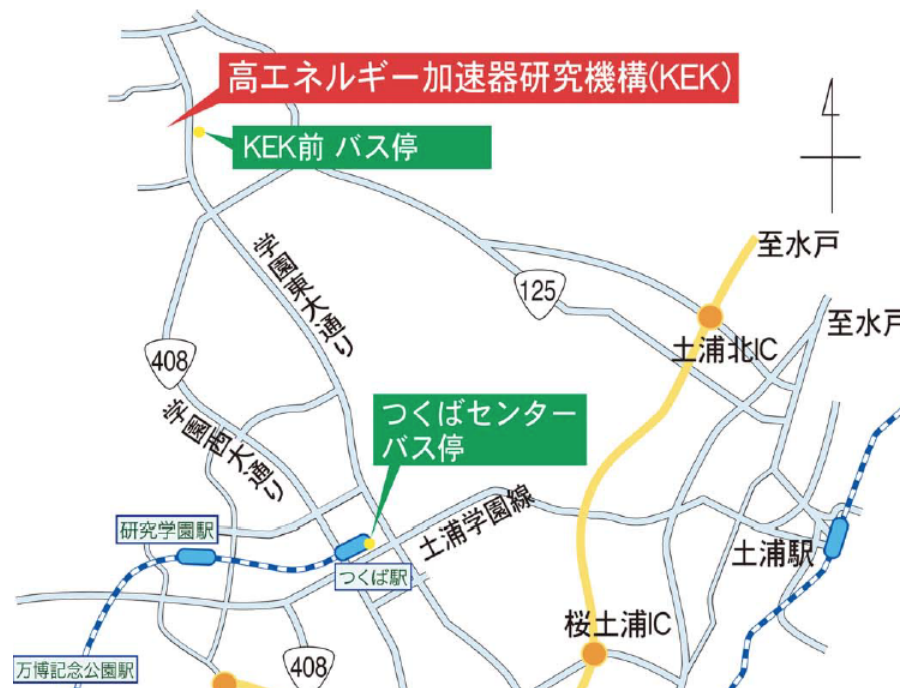 高エネルギー加速器研究機構(KEK)
KEK前 バス停
至水戸
学園東大通り
125
土浦北IC
至水戸
408
つくばセンター
バス停
学園西大通り
土浦学園線
研究学園駅
土浦駅
つくば駅
桜土浦IC
万博記念公園駅
408